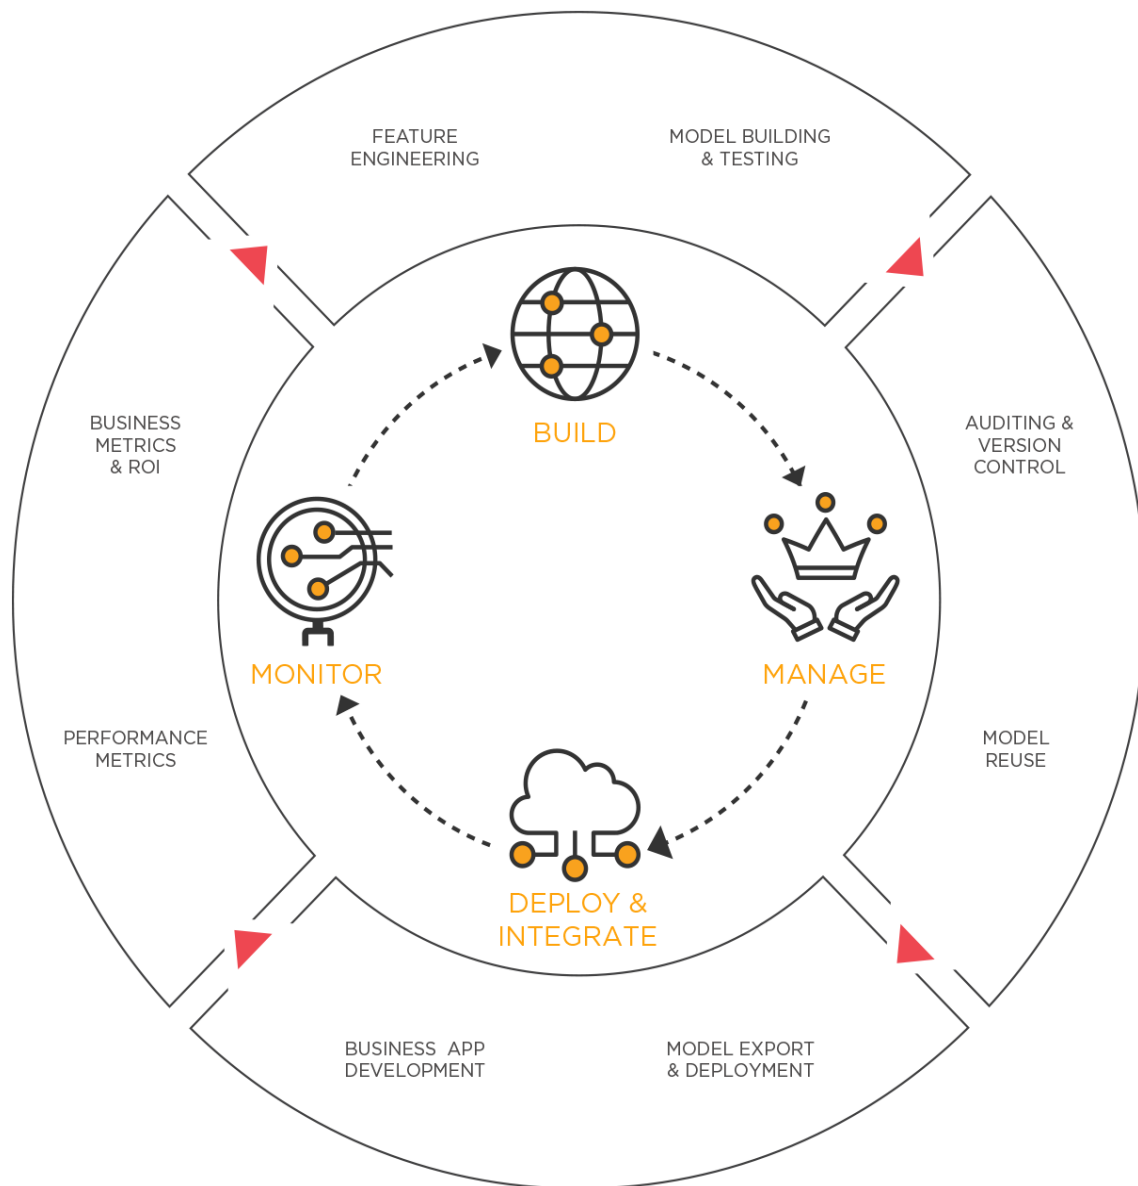 FEATURE
ENGINEERING
MODEL BUILDING
& TESTING
BUILD
BUSINESS
METRICS
& ROI
AUDITING &
VERSION
CONTROL
MONITOR
MANAGE
PERFORMANCE
METRICS
MODEL
REUSE
DEPLOY &
INTEGRATE
BUSINESS APP
DEVELOPMENT
MODEL EXPORT
& DEPLOYMENT